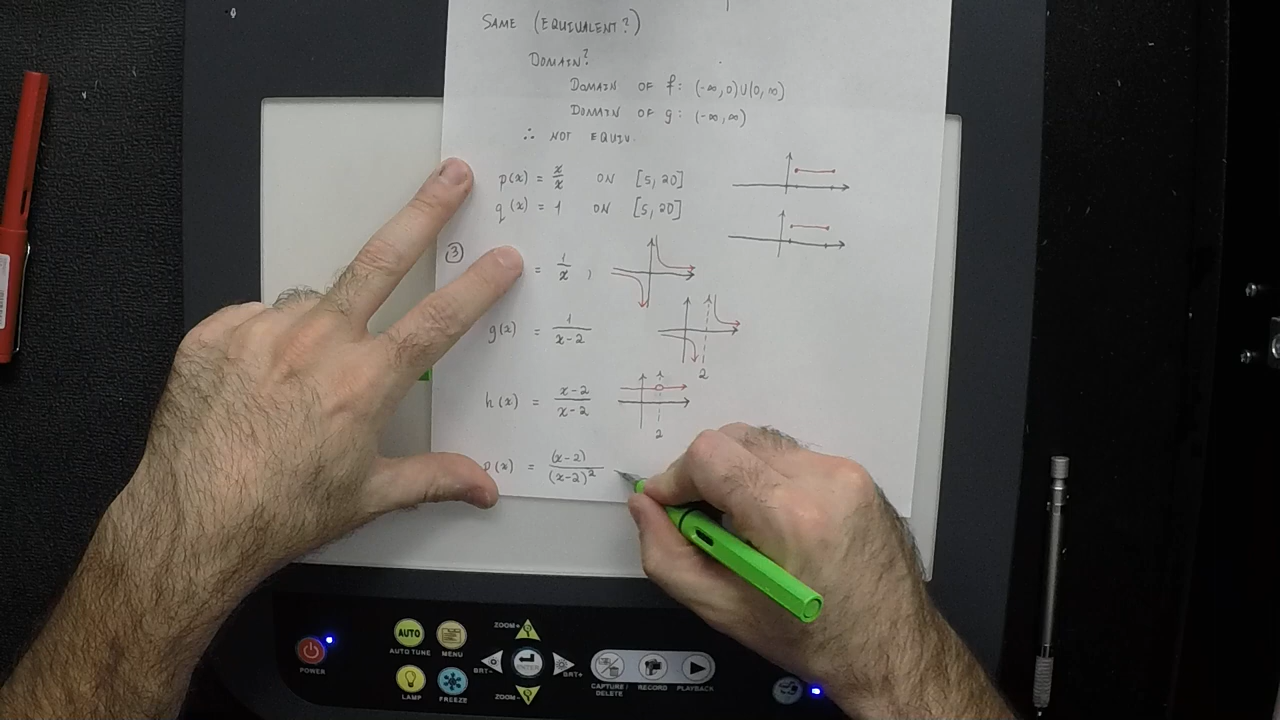 SAME (EQUIVALENT?)
DOMAIN?
DOMAIN OF f: (-∞, 0)∪(0, ∞)
DOMAIN OF g: (-∞, ∞)
∴ NOT EQUIV.
p(x) = x/x ON [5, 20]
q(x) = 1 ON [5, 20]
③ = 1/x ,
g(x) = 1/(x-2)
2
h(x) = (x-2)/(x-2)
2
(x) = (x-2)/(x-2)²
POWER
AUTO
AUTO TUNE
MENU
LAMP
FREEZE
ZOOM+
BRT-
ENTER
BRT+
ZOOM-
CAPTURE/
DELETE
RECORD
PLAYBACK